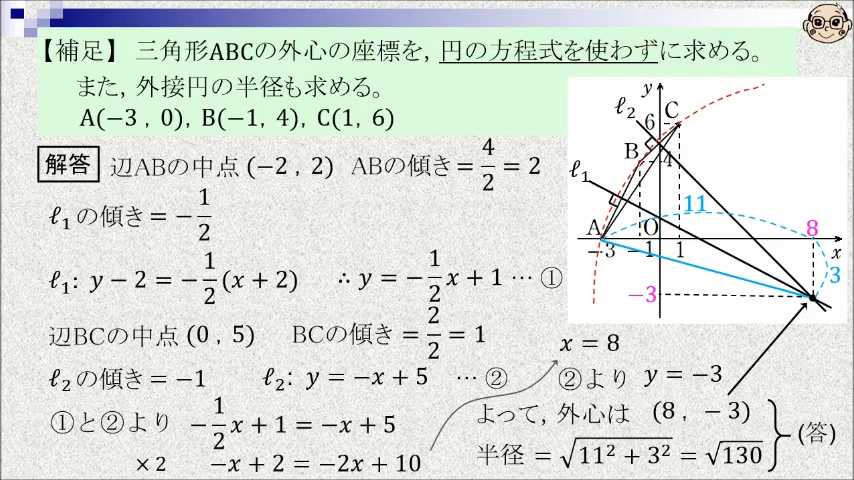 【補足】 三角形ABCの外心の座標を, 円の方程式を使わずに求める。
また, 外接円の半径も求める。
A(−3 , 0), B(−1, 4), C(1, 6)
解答 辺ABの中点 (−2 , 2) ABの傾き = 4/2 = 2
ℓ₁の傾き = −1/2
ℓ₁: y − 2 = −1/2(x + 2) ∴ y = −1/2x + 1 ⋯ ①
辺BCの中点 (0 , 5) BCの傾き = 2/2 = 1
ℓ₂の傾き = −1 ℓ₂: y = −x + 5 ⋯ ②
①と②より −1/2x + 1 = −x + 5
×2 −x + 2 = −2x + 10
x = 8
②より y = −3
よって, 外心は (8 , −3)
半径 = √(11² + 3²) = √130
(答)
y
ℓ₂
6
C
B
4
ℓ₁
11
A
O
8
−3
−1
1
x
3
−3